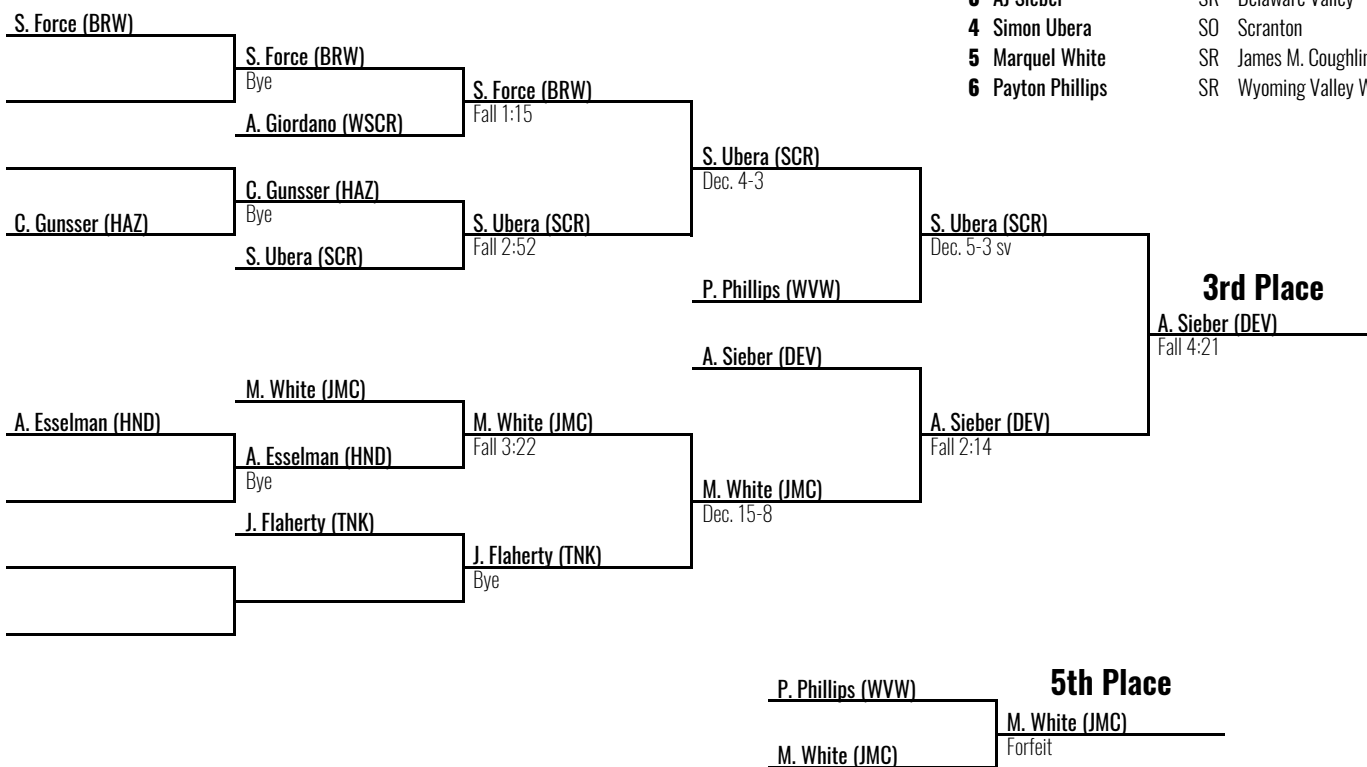 3 AJ Sieber SR Delaware Valley
4 Simon Ubera SO Scranton
5 Marquel White SR James M. Coughlin
6 Payton Phillips SR Wyoming Valley
S. Force (BRW)
S. Force (BRW)
Bye
S. Force (BRW)
Fall 1:15
A. Giordano (WSCR)
S. Ubera (SCR)
Dec. 4-3
C. Gunsser (HAZ)
Bye
C. Gunsser (HAZ)
S. Ubera (SCR)
Fall 2:52
S. Ubera (SCR)
Dec. 5-3 sv
S. Ubera (SCR)
P. Phillips (WVW)
3rd Place
A. Sieber (DEV)
Fall 4:21
A. Sieber (DEV)
M. White (JMC)
A. Esselman (HND)
M. White (JMC)
Fall 3:22
A. Sieber (DEV)
Fall 2:14
A. Esselman (HND)
Bye
M. White (JMC)
Dec. 15-8
J. Flaherty (TNK)
J. Flaherty (TNK)
Bye
P. Phillips (WVW)
5th Place
M. White (JMC)
Forfeit
M. White (JMC)